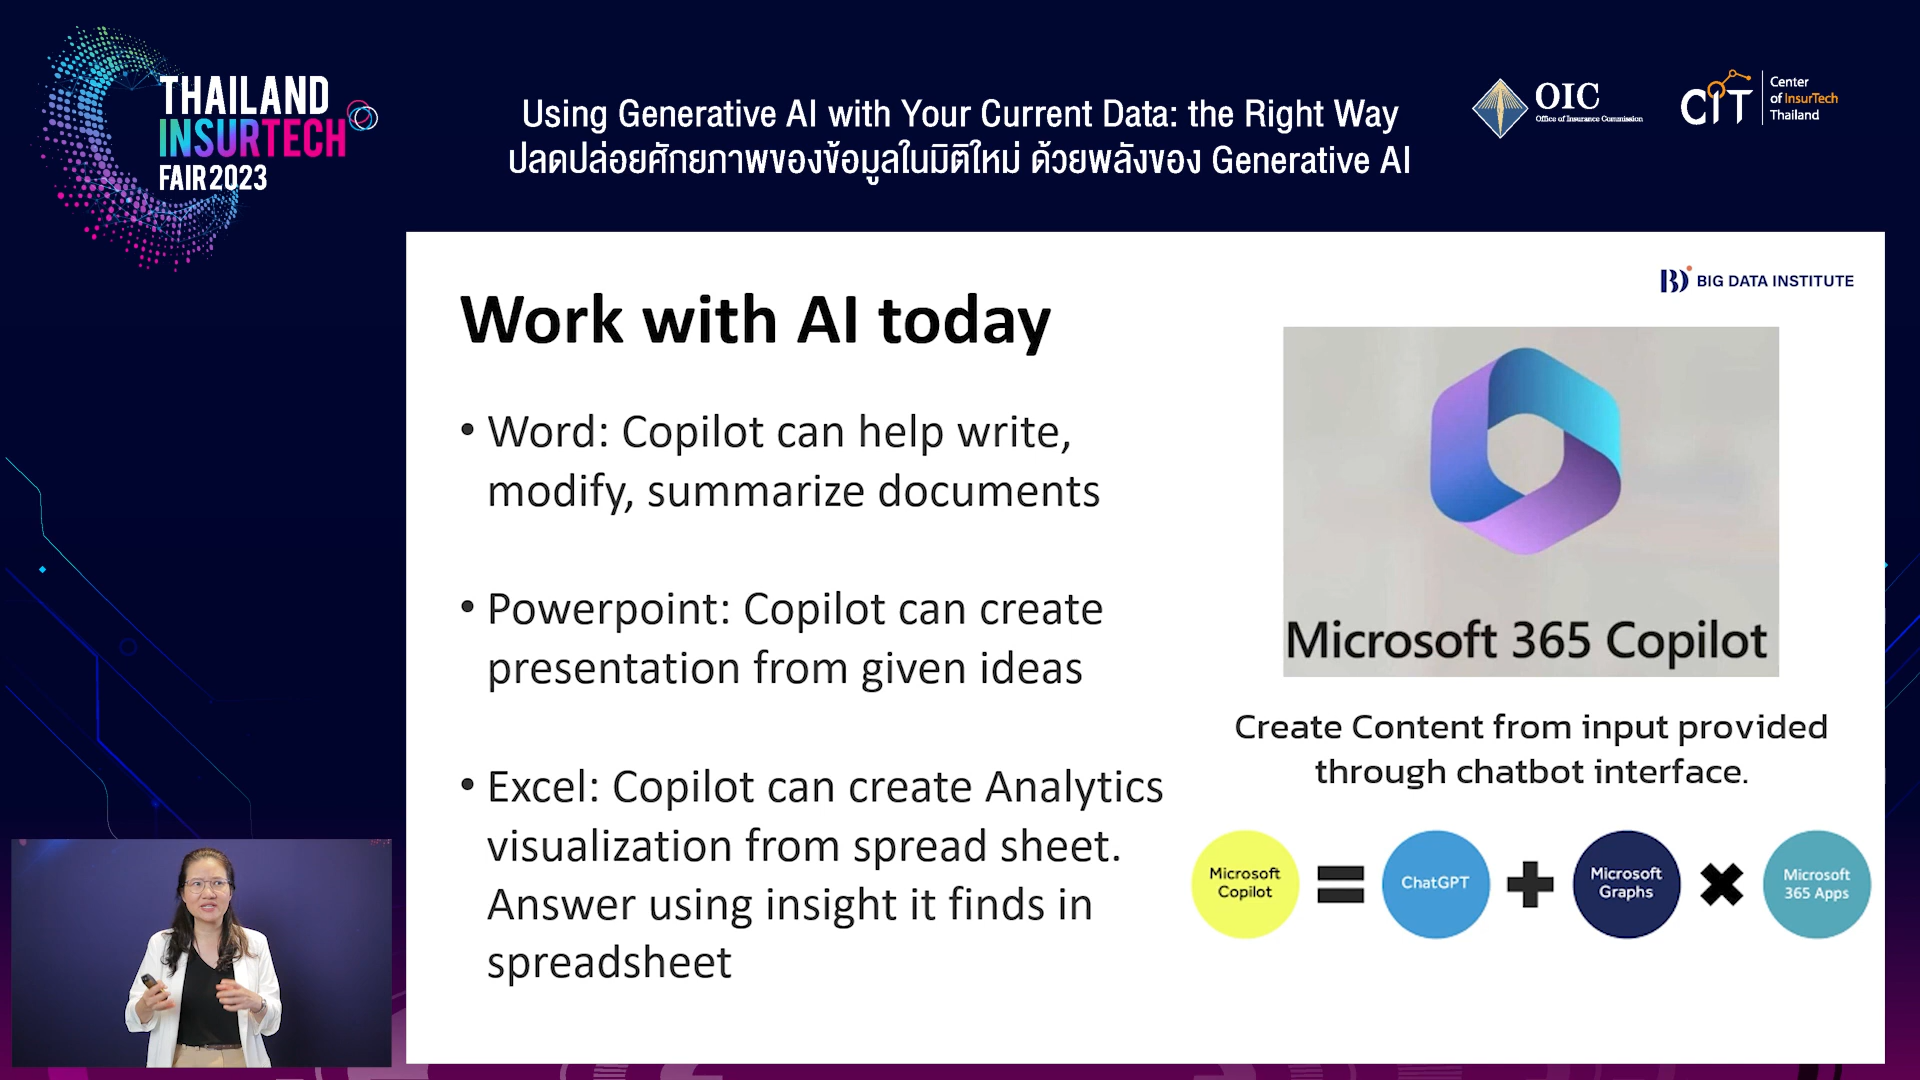 THAILAND
INSURTECH
FAIR 2023
Using Generative AI with Your Current Data: the Right Way
ปลดปล่อยศักยภาพของข้อมูลในมิติใหม่ ด้วยพลังของ Generative AI
OIC
Office of Insurance Commission
CIT
Center
of InsurTech
Thailand
BIG DATA INSTITUTE
Work with AI today
• Word: Copilot can help write,
modify, summarize documents
• Powerpoint: Copilot can create
presentation from given ideas
• Excel: Copilot can create Analytics
visualization from spread sheet.
Answer using insight it finds in
spreadsheet
Microsoft 365 Copilot
Create Content from input provided
through chatbot interface.
Microsoft
Copilot
=
ChatGPT
+
Microsoft
Graphs
×
Microsoft
365 Apps